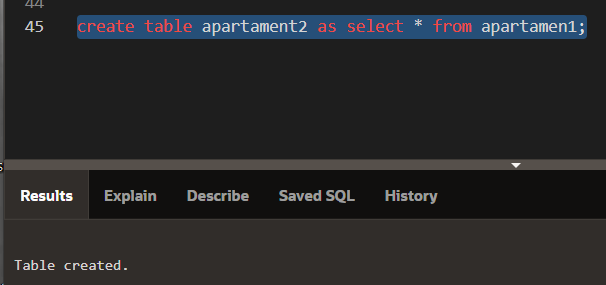 44
45 create table apartament2 as select * from apartamen1;
Results Explain Describe Saved SQL History
Table created.